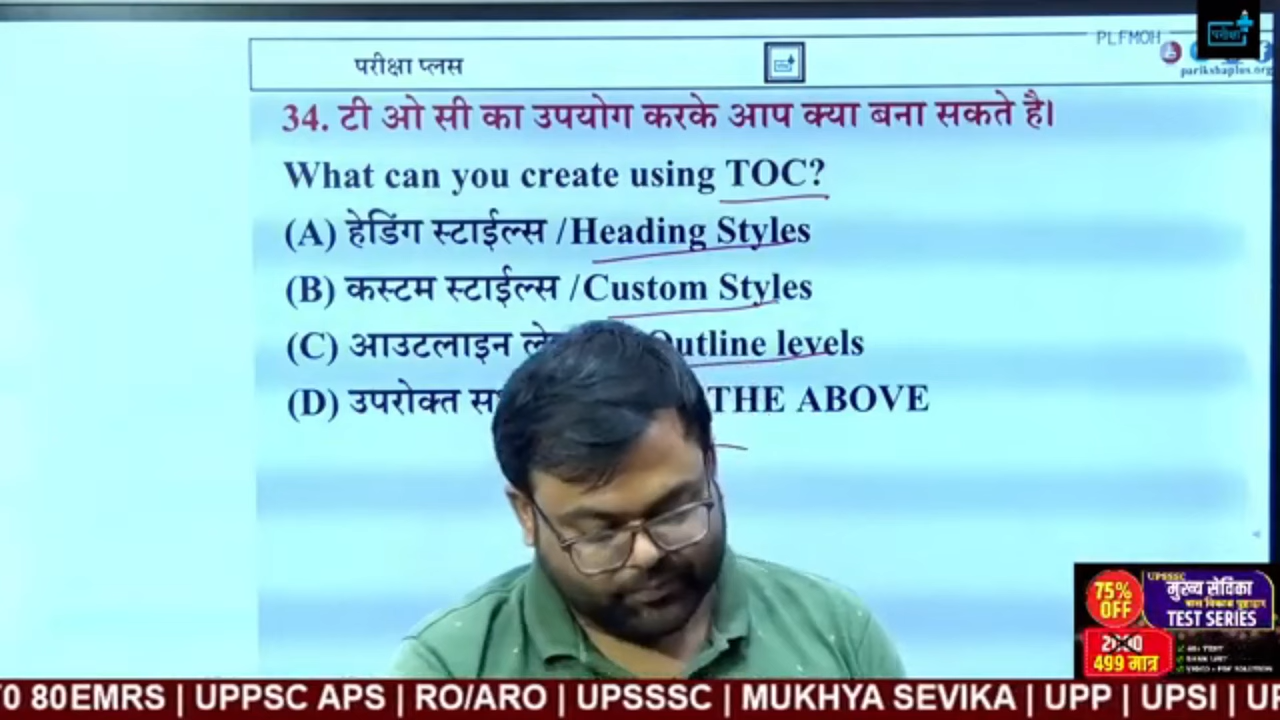 PLFMOH
परीक्षा
परीक्षा प्लस
parikshaplus.org
34. टी ओ सी का उपयोग करके आप क्या बना सकते है।
What can you create using TOC?
(A) हेडिंग स्टाईल्स /Heading Styles
(B) कस्टम स्टाईल्स /Custom Styles
(C) आउटलाइन Outline levels
(D) उपरोक्त THE ABOVE
75% OFF
UPSSSC
मुख्य सेविका
TEST SERIES
499 मात्र
80EMRS | UPPSC APS | RO/ARO | UPSSSC | MUKHYA SEVIKA | UPP | UPSI |